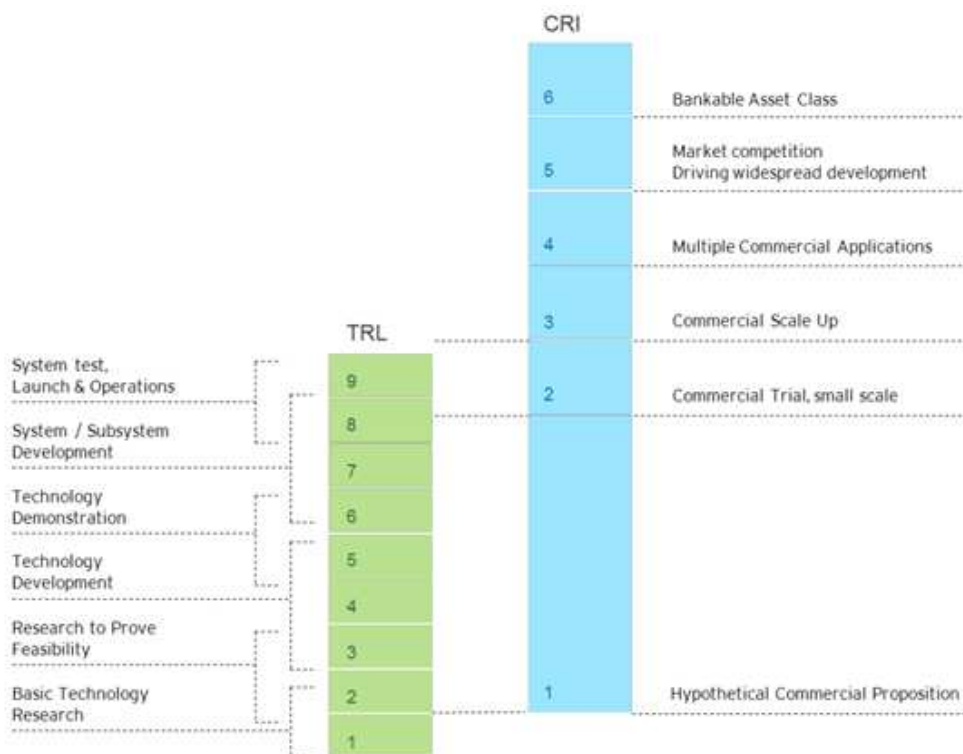 CRI
6
Bankable Asset Class
5
Market competition
Driving widespread development
4
Multiple Commercial Applications
3
Commercial Scale Up
2
Commercial Trial, small scale
1
Hypothetical Commercial Proposition
TRL
9
8
7
6
5
4
3
2
1
System test,
Launch & Operations
System / Subsystem
Development
Technology
Demonstration
Technology
Development
Research to Prove
Feasibility
Basic Technology
Research